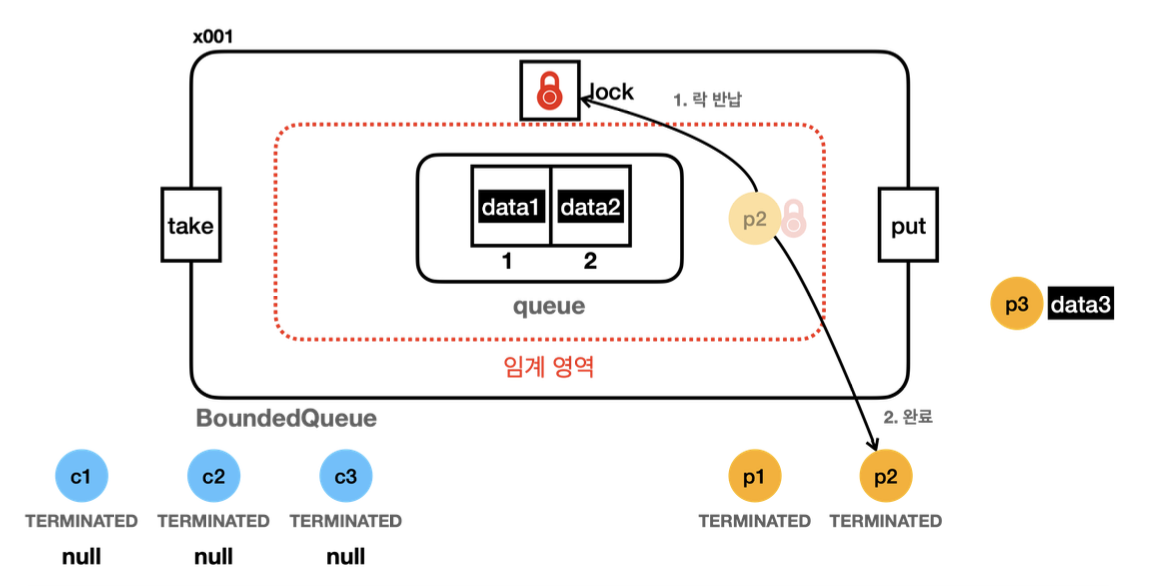 x001
lock
1. 락 반납
take
data1
data2
p2
put
1
2
queue
p3
data3
임계 영역
BoundedQueue
2. 완료
c1
c2
c3
p1
p2
TERMINATED
TERMINATED
TERMINATED
TERMINATED
TERMINATED
null
null
null